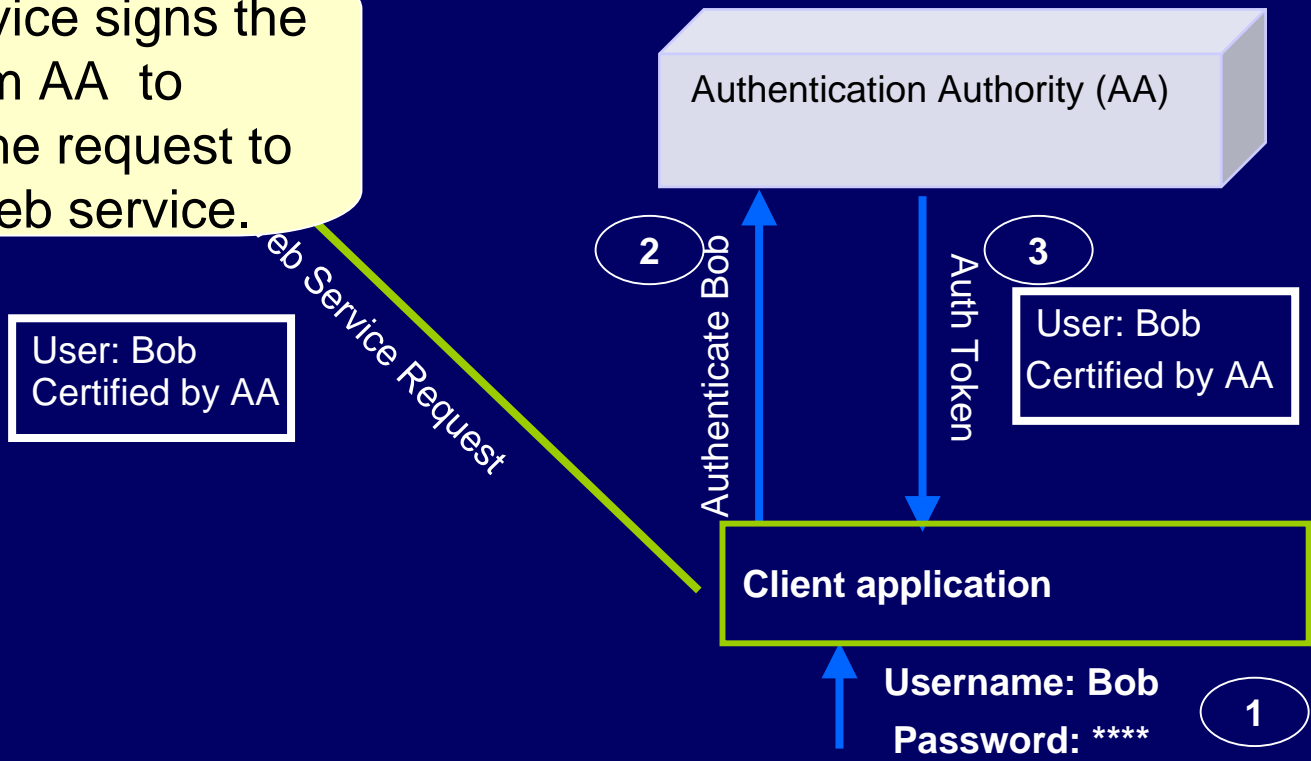 vice signs the
m AA to
he request to
eb service.
Authentication Authority (AA)
2
Authenticate Bob
Auth Token
3
User: Bob
Certified by AA
eb Service Request
User: Bob
Certified by AA
Client application
Username: Bob
Password: ****
1